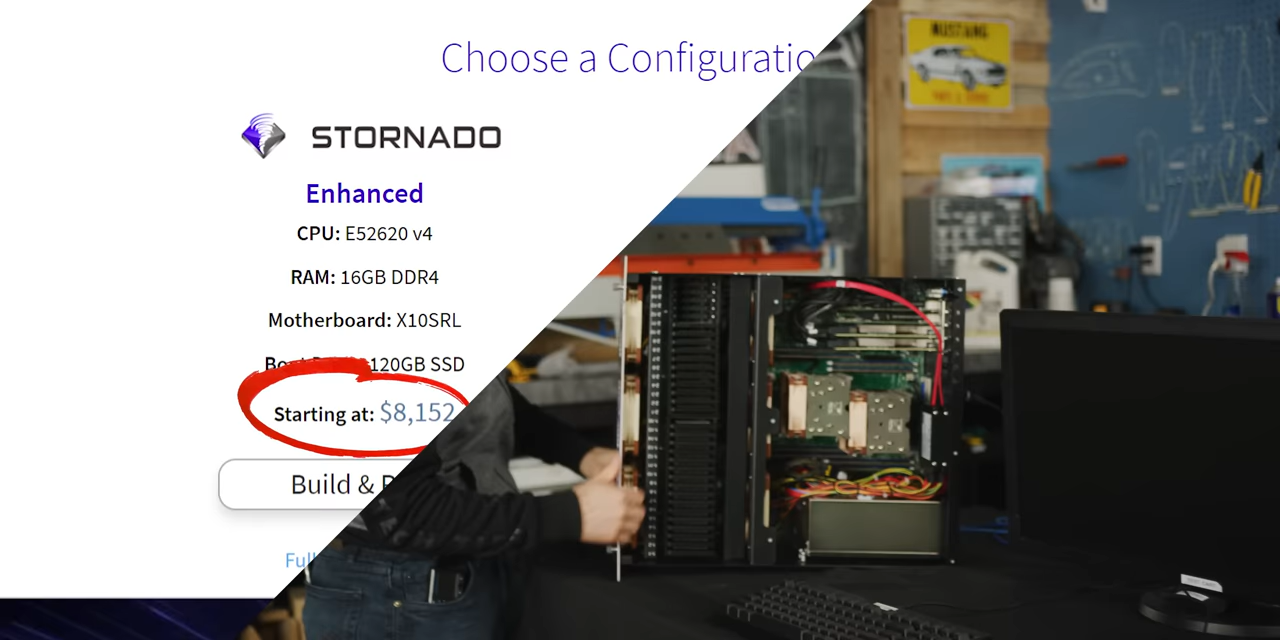 Choose a Configuratio
STORNADO
Enhanced
CPU: E52620 v4
RAM: 16GB DDR4
Motherboard: X10SRL
120GB SSD
Starting at: $8,152
Build &
Full
MUSTANG